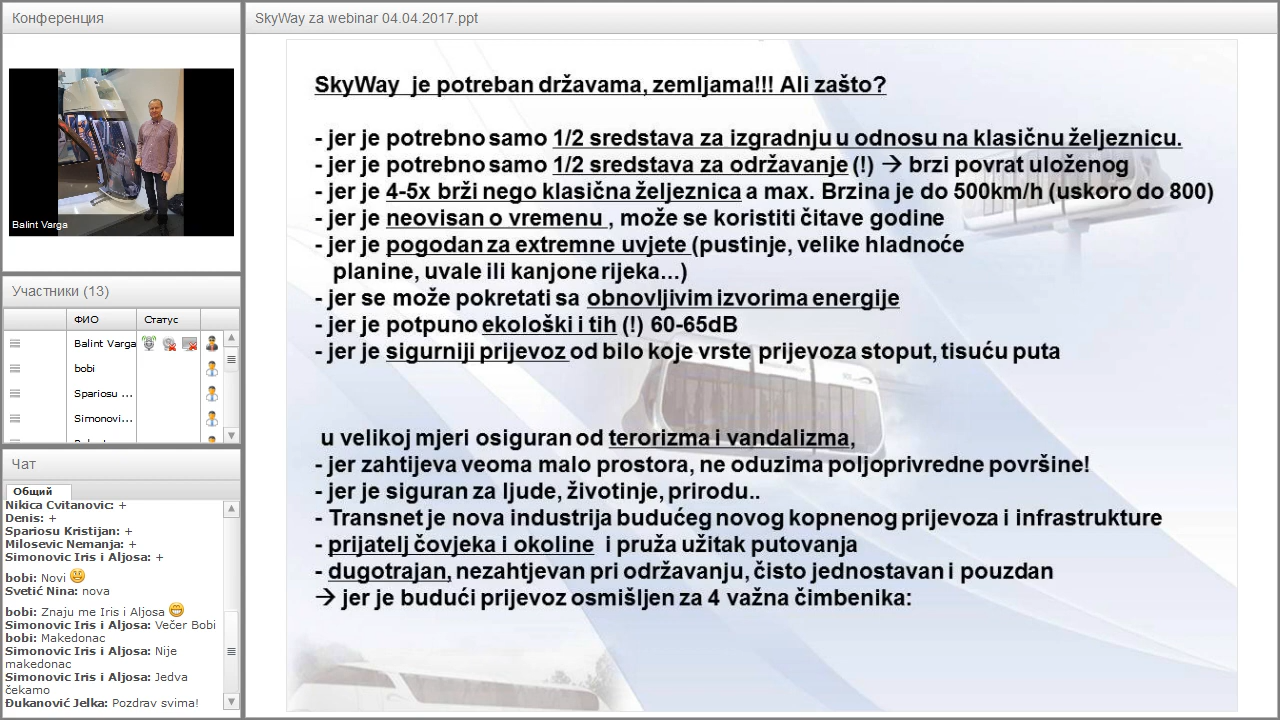 Конференция
Balint Varga
Участники (13)
ФИО Статус
Balint Varga
bobi
Spariosu ...
Simonovi...
Чат
Общий
Nikica Cvitanovic: +
Denis: +
Spariosu Kristijan: +
Milosevic Nemanja: +
Simonovic Iris i Aljosa: +
bobi: Novi
Svetić Nina: nova
bobi: Znaju me Iris i Aljosa
Simonovic Iris i Aljosa: Večer Bobi
bobi: Makedonac
Simonovic Iris i Aljosa: Nije
makedonac
Simonovic Iris i Aljosa: Jedva
čekamo
Đukanović Jelka: Pozdrav svima!
SkyWay za webinar 04.04.2017.ppt
SkyWay je potreban državama, zemljama!!! Ali zašto?
- jer je potrebno samo 1/2 sredstava za izgradnju u odnosu na klasičnu željeznicu.
- jer je potrebno samo 1/2 sredstava za održavanje (!) → brzi povrat uloženog
- jer je 4-5x brži nego klasična željeznica a max. Brzina je do 500km/h (uskoro do 800)
- jer je neovisan o vremenu , može se koristiti čitave godine
- jer je pogodan za extremne uvjete (pustinje, velike hladnoće
planine, uvale ili kanjone rijeka...)
- jer se može pokretati sa obnovljivim izvorima energije
- jer je potpuno ekološki i tih (!) 60-65dB
- jer je sigurniji prijevoz od bilo koje vrste prijevoza stoput, tisuću puta
u velikoj mjeri osiguran od terorizma i vandalizma,
- jer zahtijeva veoma malo prostora, ne oduzima poljoprivredne površine!
- jer je siguran za ljude, životinje, prirodu..
- Transnet je nova industrija budućeg novog kopnenog prijevoza i infrastrukture
- prijatelj čovjeka i okoline i pruža užitak putovanja
- dugotrajan, nezahtjevan pri održavanju, čisto jednostavan i pouzdan
→ jer je budući prijevoz osmišljen za 4 važna čimbenika: